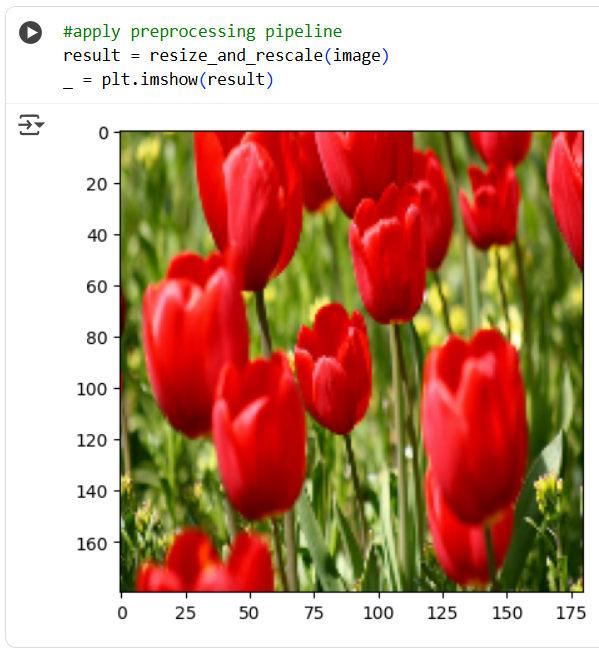 #apply preprocessing pipeline
result = resize_and_rescale(image)
_ = plt.imshow(result)
0
20
40
60
80
100
120
140
160
0 25 50 75 100 125 150 175